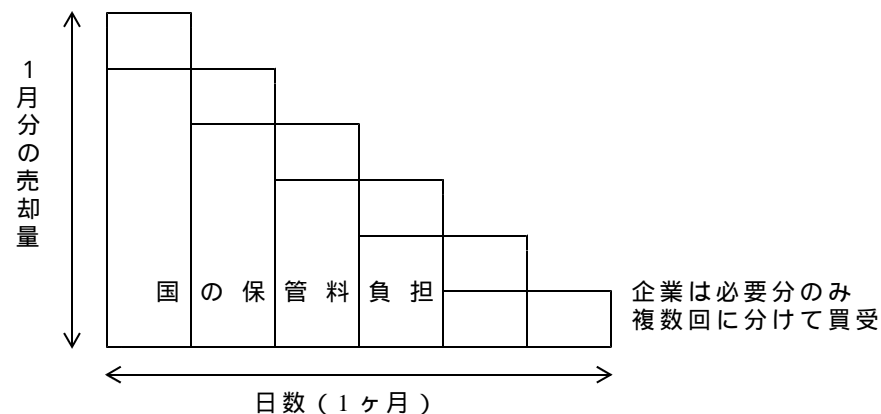 1月分の売却量
国の保管料負担
企業は必要分のみ
複数回に分けて買受
日数(1ヶ月)